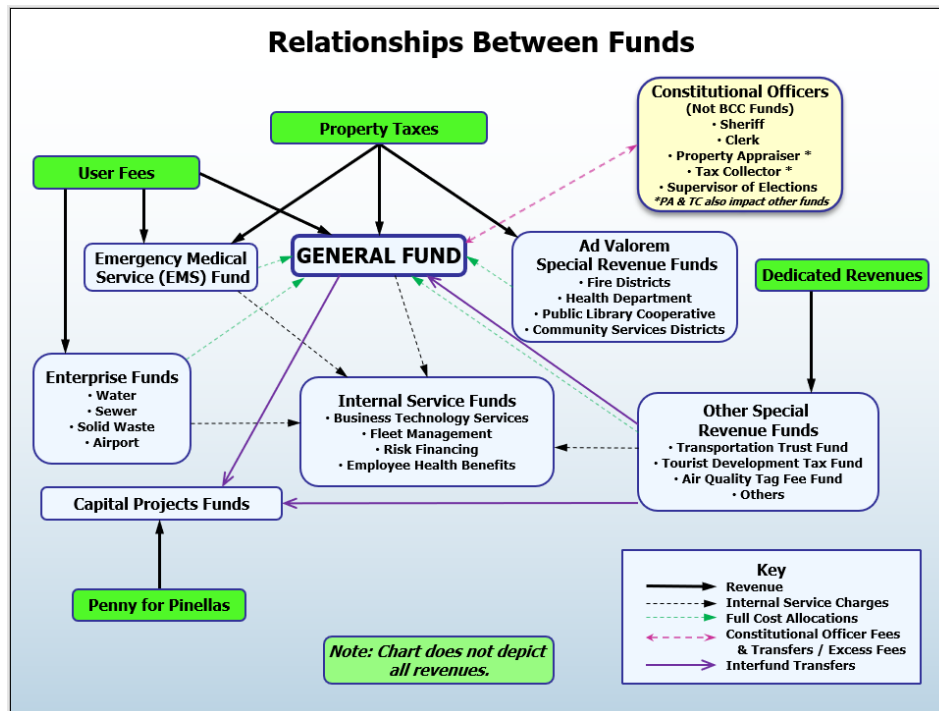 Relationships Between Funds
Constitutional Officers
(Not BCC Funds)
• Sheriff
• Clerk
• Property Appraiser *
• Tax Collector *
• Supervisor of Elections
*PA & TC also impact other funds
Property Taxes
User Fees
Emergency Medical
Service (EMS) Fund
GENERAL FUND
Ad Valorem
Special Revenue Funds
• Fire Districts
• Health Department
• Public Library Cooperative
• Community Services Districts
Dedicated Revenues
Enterprise Funds
• Water
• Sewer
• Solid Waste
• Airport
Internal Service Funds
• Business Technology Services
• Fleet Management
• Risk Financing
• Employee Health Benefits
Other Special
Revenue Funds
• Transportation Trust Fund
• Tourist Development Tax Fund
• Air Quality Tag Fee Fund
• Others
Capital Projects Funds
Penny for Pinellas
Note: Chart does not depict
all revenues.
Key
Revenue
Internal Service Charges
Full Cost Allocations
Constitutional Officer Fees
& Transfers / Excess Fees
Interfund Transfers